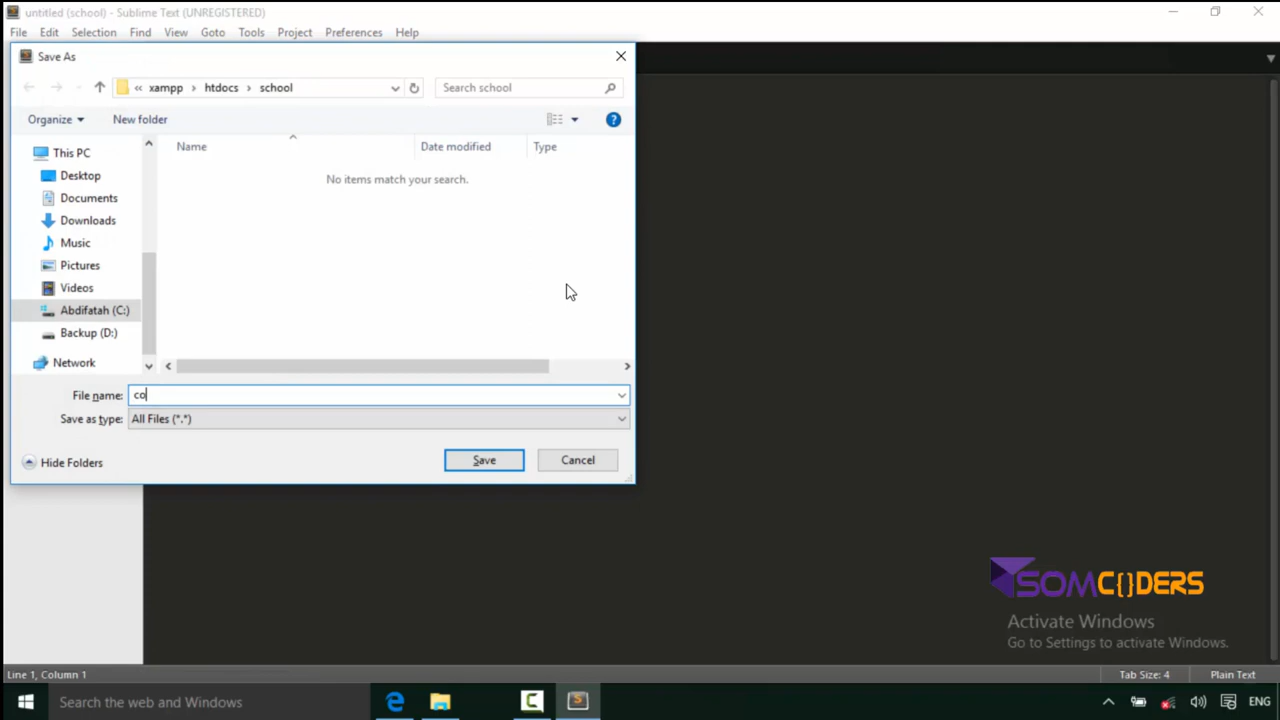 untitled (school) - Sublime Text (UNREGISTERED)
File Edit Selection Find View Goto Tools Project Preferences Help
Save As
« xampp › htdocs › school
Search school
Organize
New folder
Name
Date modified
Type
No items match your search.
This PC
Desktop
Documents
Downloads
Music
Pictures
Videos
Abdifatah (C:)
Backup (D:)
Network
File name: co
Save as type: All Files (*.*)
Hide Folders
Save
Cancel
SOMC{}DERS
Activate Windows
Go to Settings to activate Windows.
Line 1, Column 1
Tab Size: 4
Plain Text
Search the web and Windows
ENG